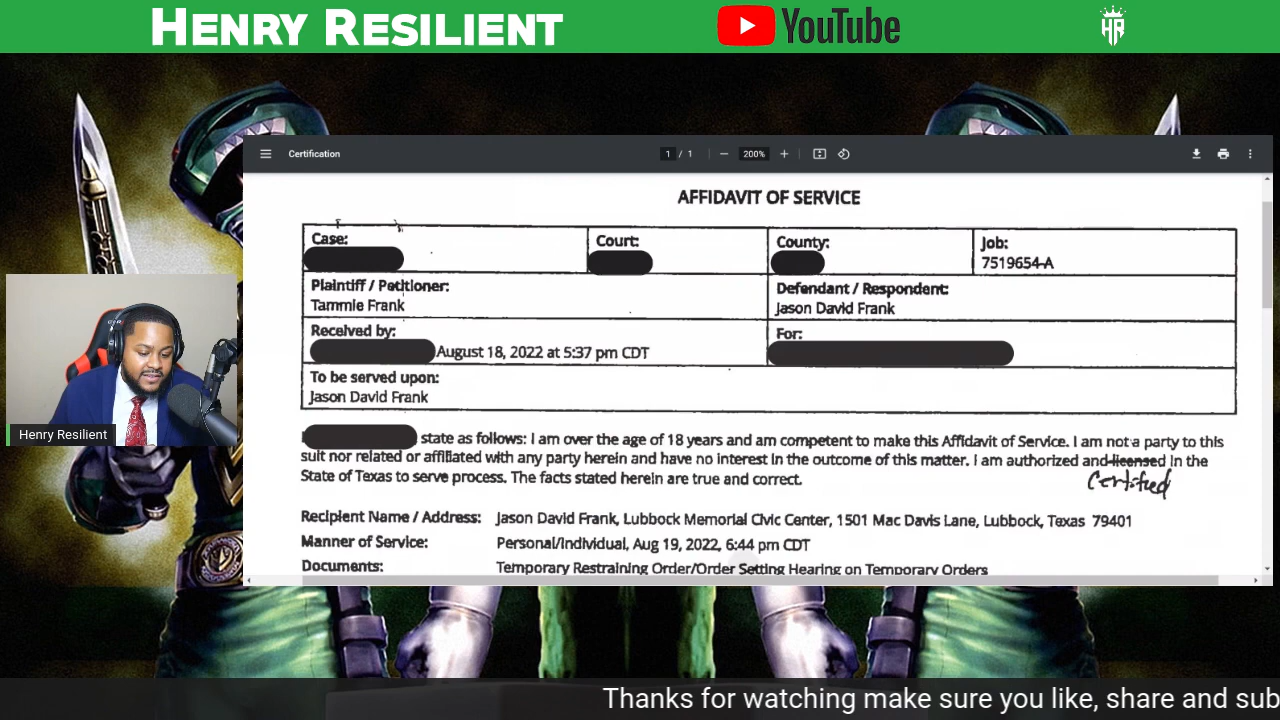 HENRY RESILIENT
YouTube
HR
Certification
1 / 1
200%
AFFIDAVIT OF SERVICE
Case:
Court:
County:
Job:
7519654-A
Plaintiff / Petitioner:
Tammie Frank
Defendant / Respondent:
Jason David Frank
Received by:
August 18, 2022 at 5:37 pm CDT
For:
To be served upon:
Jason David Frank
state as follows: I am over the age of 18 years and am competent to make this Affidavit of Service. I am not a party to this
suit nor related or affiliated with any party herein and have no interest in the outcome of this matter. I am authorized and licensed in the
Certified
State of Texas to serve process. The facts stated herein are true and correct.
Recipient Name / Address: Jason David Frank, Lubbock Memorial Civic Center, 1501 Mac Davis Lane, Lubbock, Texas 79401
Manner of Service: Personal/Individual, Aug 19, 2022, 6:44 pm CDT
Documents: Temporary Restraining Order/Order Setting Hearing on Temporary Orders
Henry Resilient
Thanks for watching make sure you like, share and sub